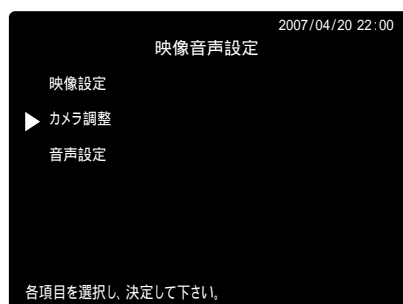 2007/04/20 22:00
映像音声設定
映像設定
カメラ調整
音声設定
各項目を選択し、決定して下さい。